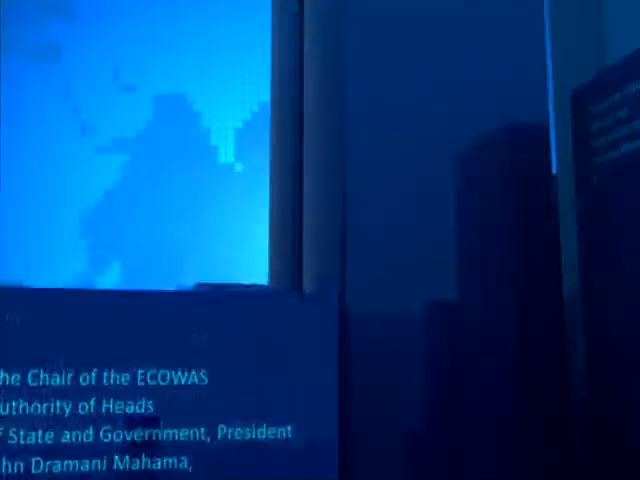 he Chair of the ECOWAS
uthority of Heads
f State and Government, President
hn Dramani Mahama,